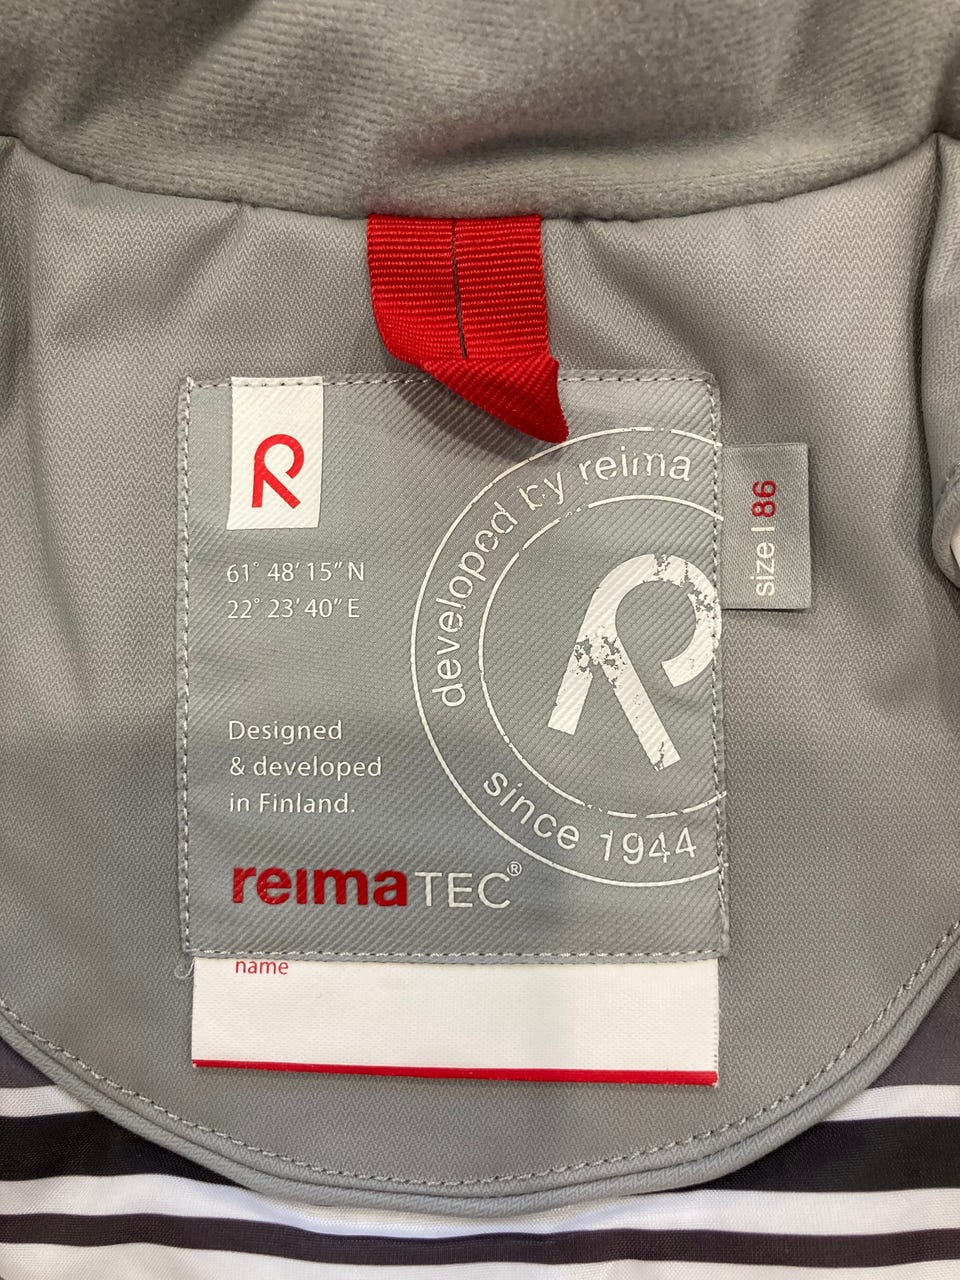 61° 48' 15" N
22° 23' 40" E
Designed
& developed
in Finland.
reimaTEC®
developed by reima
since 1944
size | 86
name